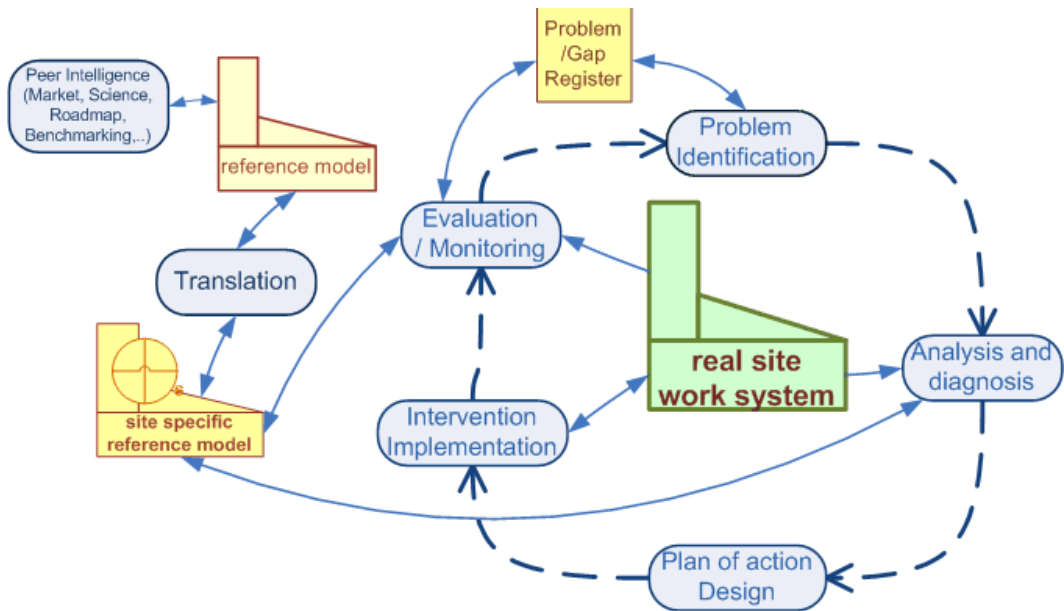 Problem
/Gap
Register
Peer Intelligence
(Market, Science,
Roadmap,
Benchmarking,..)
reference model
Problem
Identification
Evaluation
/ Monitoring
Translation
real site
work system
Analysis and
diagnosis
site specific
reference model
Intervention
Implementation
Plan of action
Design